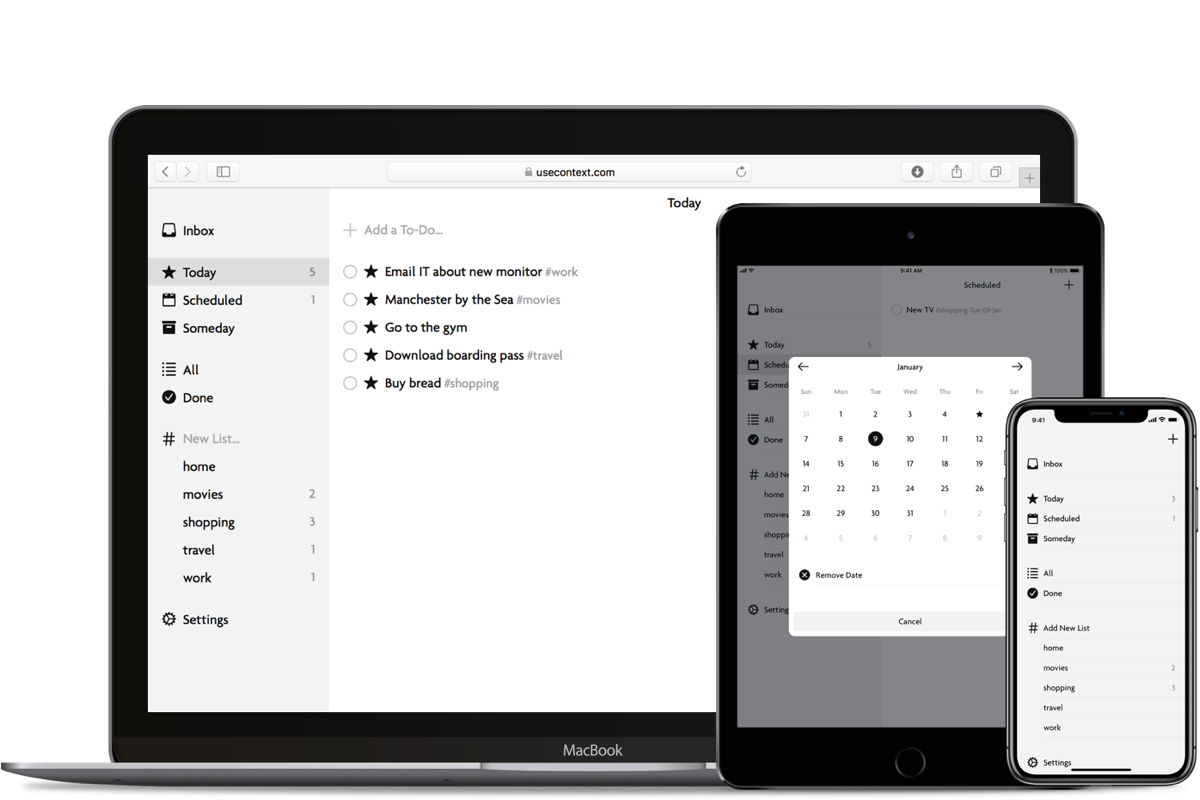 usecontext.com
Today
Inbox
Today 5
Scheduled 1
Someday
All
Done
# New List...
home
movies 2
shopping 3
travel 1
work 1
Settings
Add a To-Do...
Email IT about new monitor #work
Manchester by the Sea #movies
Go to the gym
Download boarding pass #travel
Buy bread #shopping
MacBook
9:41 AM
100%
Scheduled
Inbox
Today 5
Schedu
Somed
All
Done
# Add Ne
home
movies
shoppi
travel
work
Setting
New TV #shopping Tue 09 Jan
January
Sun Mon Tue Wed Thu Fri Sat
31 1 2 3 4
7 8 9 10 11 12
14 15 16 17 18 19
21 22 23 24 25 26
28 29 30 31 1 2
4 5 6 7 8 9
Remove Date
Cancel
9:41
Inbox
Today 3
Scheduled 1
Someday
All
Done
# Add New List
home
movies 2
shopping 3
travel
work
Settings